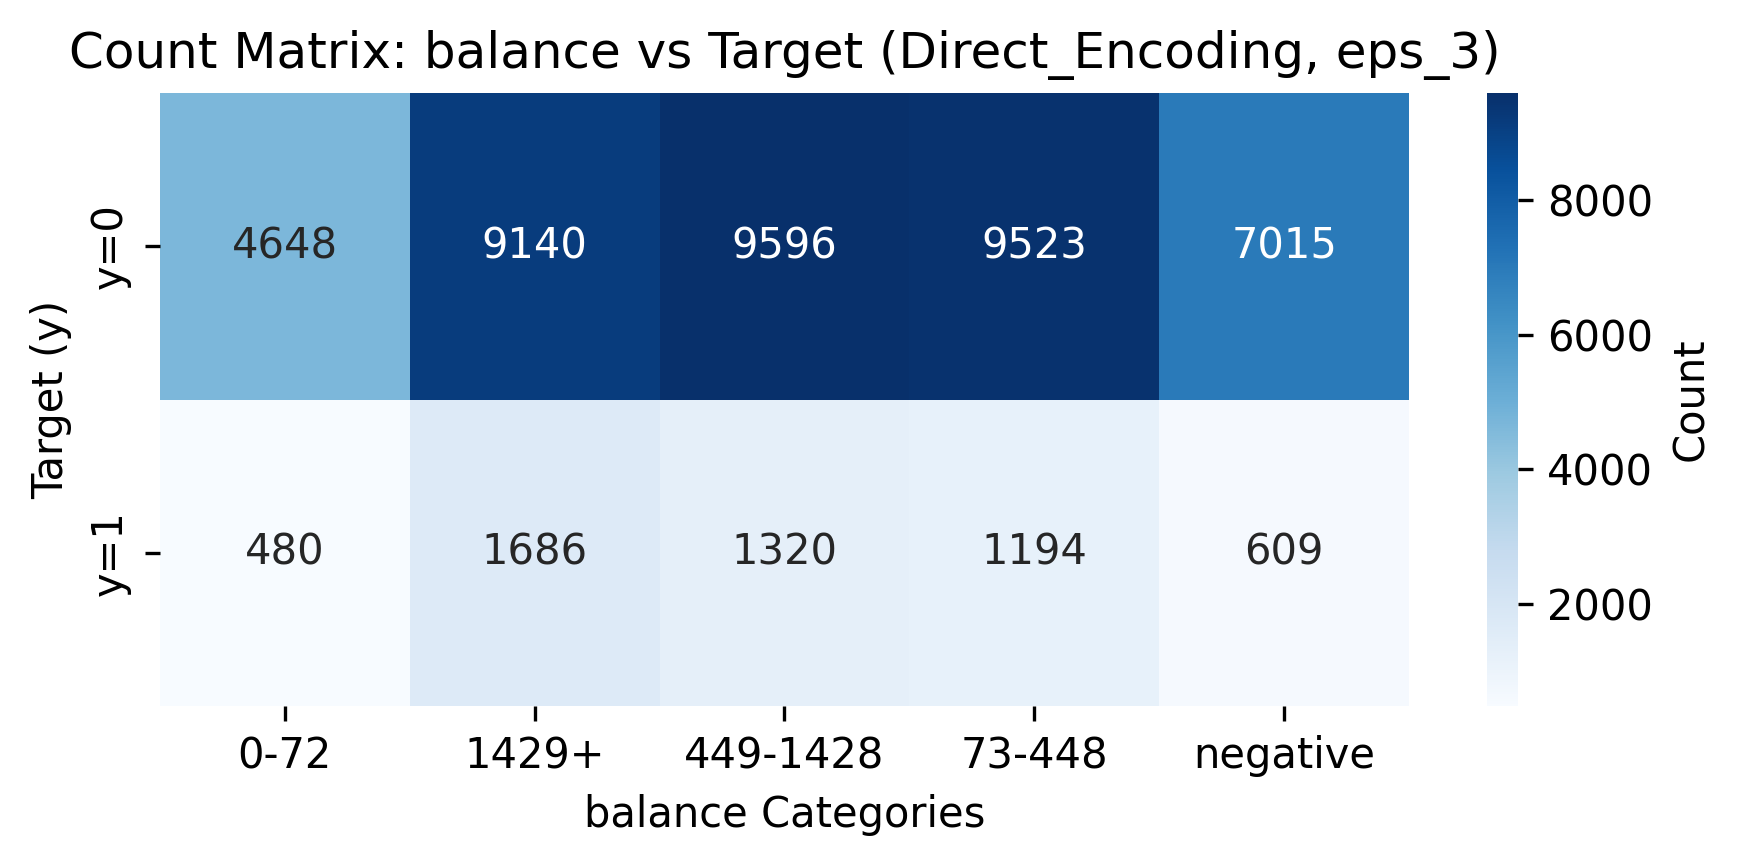 Count Matrix: balance vs Target (Direct_Encoding, eps_3)
Target (y)
y=0
4648 9140 9596 9523 7015
y=1
480 1686 1320 1194 609
0-72 1429+ 449-1428 73-448 negative
balance Categories
8000
6000
4000
2000
Count